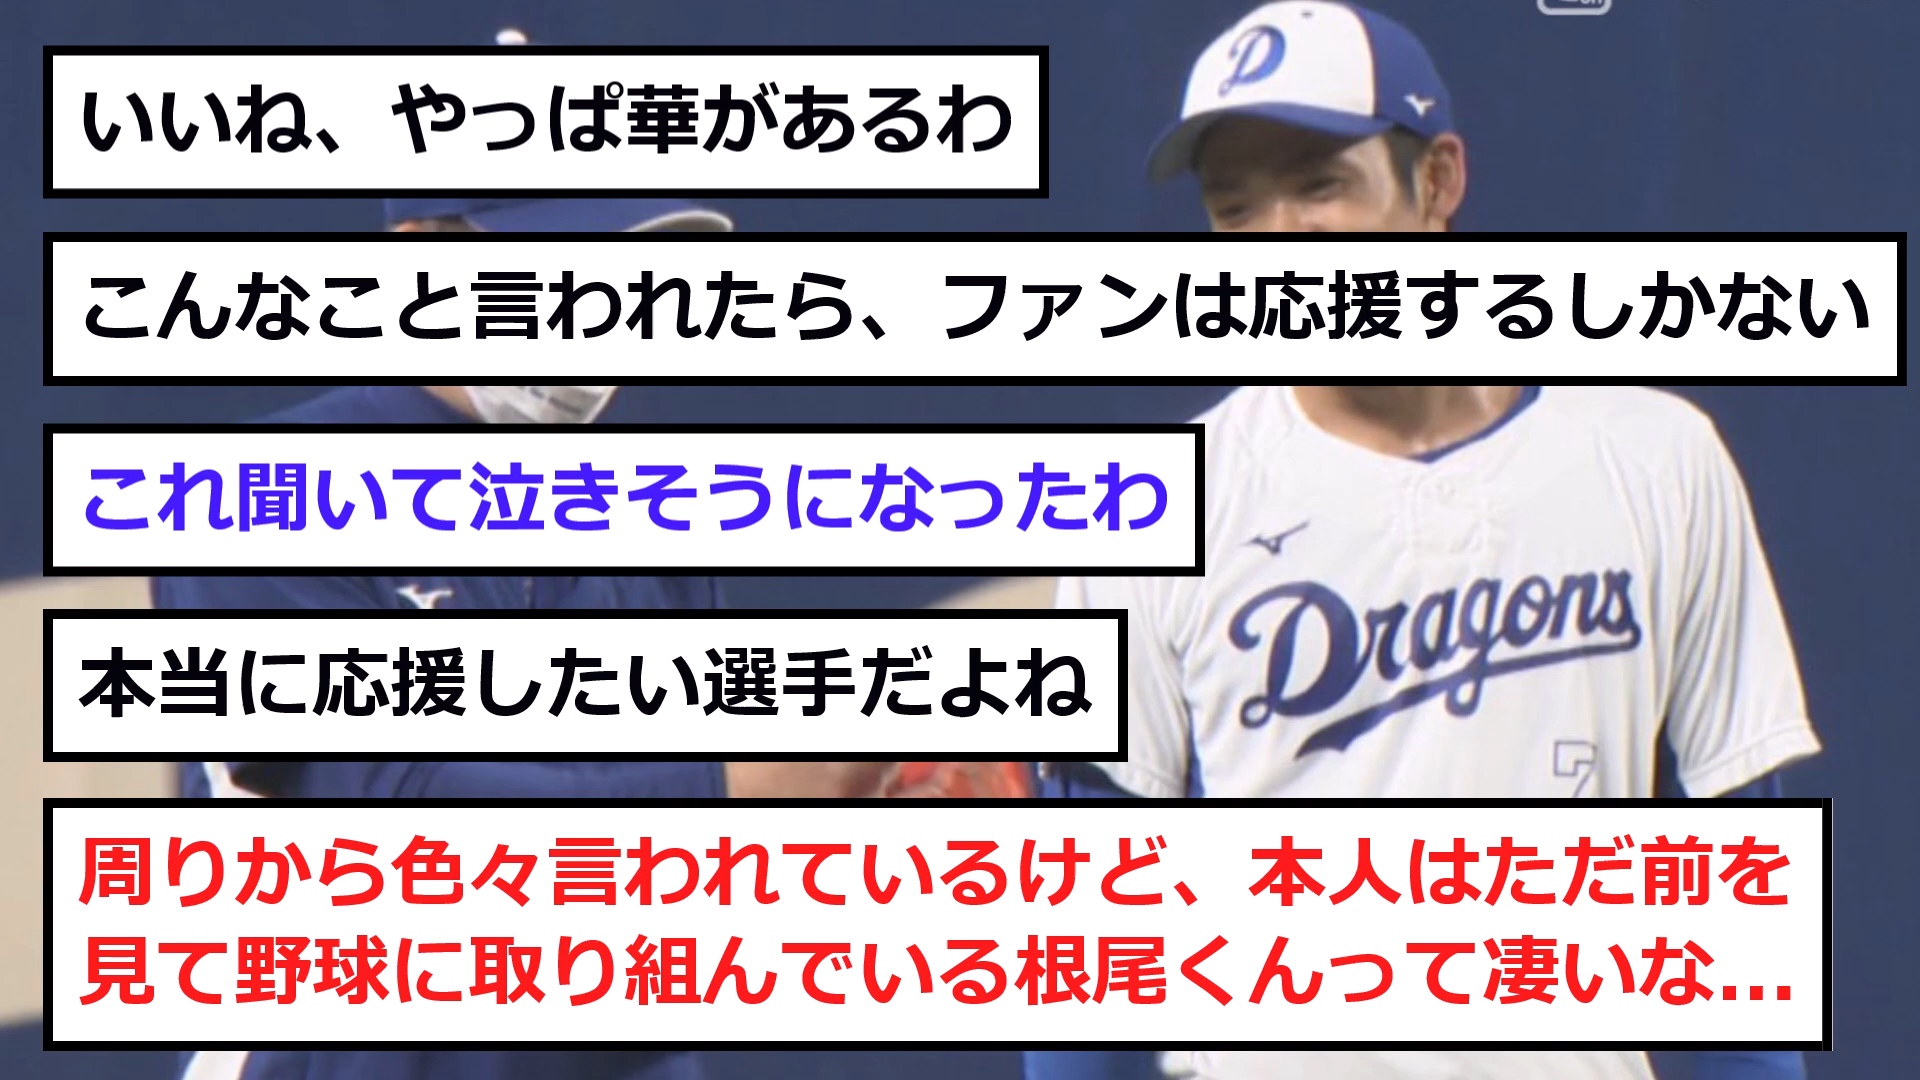 いいね、やっぱ華があるわ
こんなこと言われたら、ファンは応援するしかない
これ聞いて泣きそうになったわ
本当に応援したい選手だよね
周りから色々言われているけど、本人はただ前を
見て野球に取り組んでいる根尾くんって凄いな...
D
Dragons
7